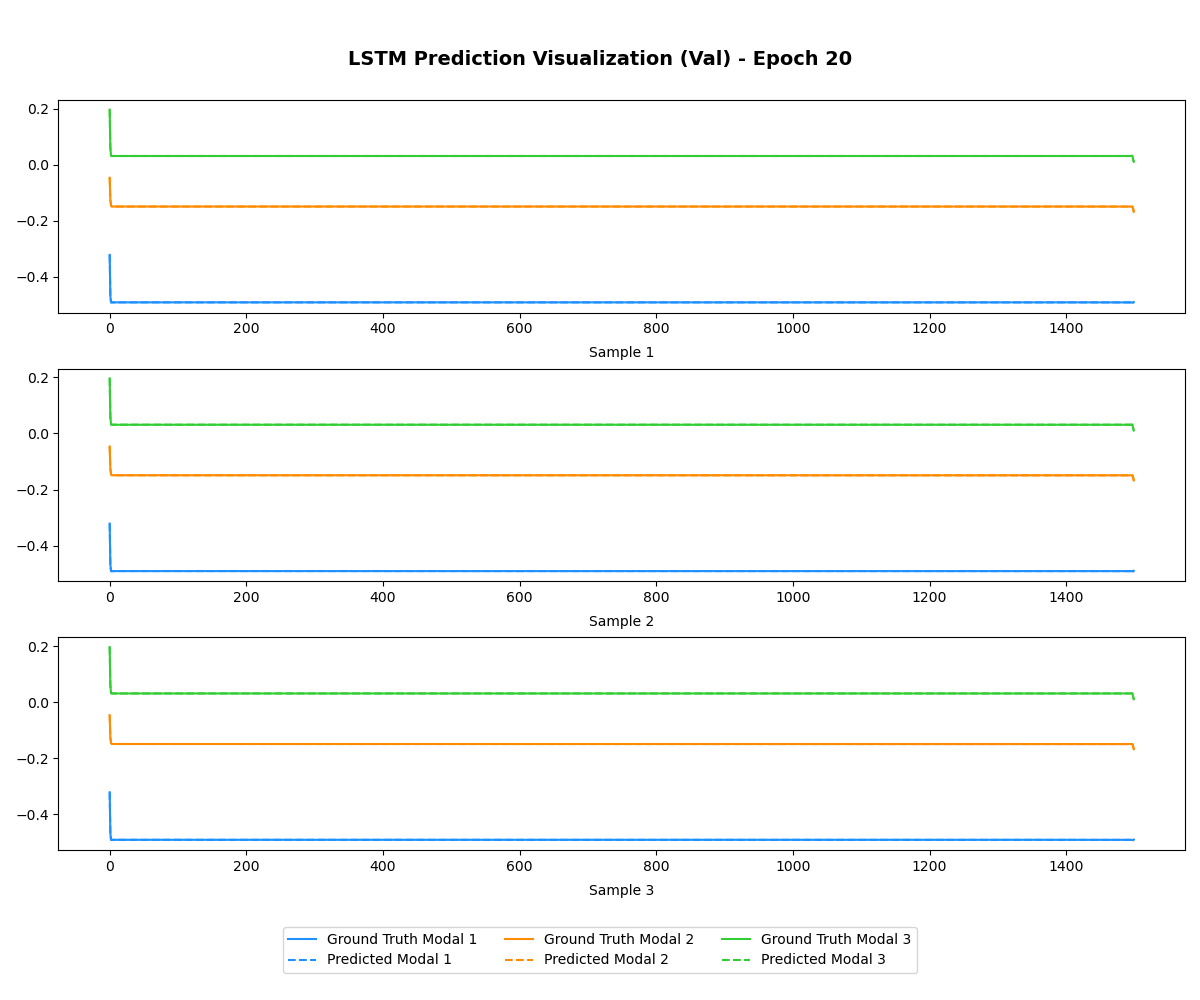 LSTM Prediction Visualization (Val) - Epoch 20
0.2
0.0
−0.2
−0.4
0 200 400 600 800 1000 1200 1400
Sample 1
0.2
0.0
−0.2
−0.4
0 200 400 600 800 1000 1200 1400
Sample 2
0.2
0.0
−0.2
−0.4
0 200 400 600 800 1000 1200 1400
Sample 3
Ground Truth Modal 1 Ground Truth Modal 2 Ground Truth Modal 3
Predicted Modal 1 Predicted Modal 2 Predicted Modal 3